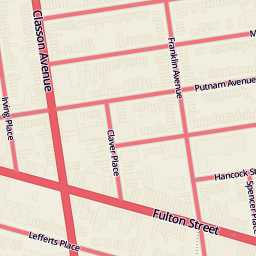 Classon Avenue
Franklin Avenue
M
Putnam Avenue
Irving Place
Claver Place
Hancock St
Spencer Place
Fulton Street
Lefferts Place